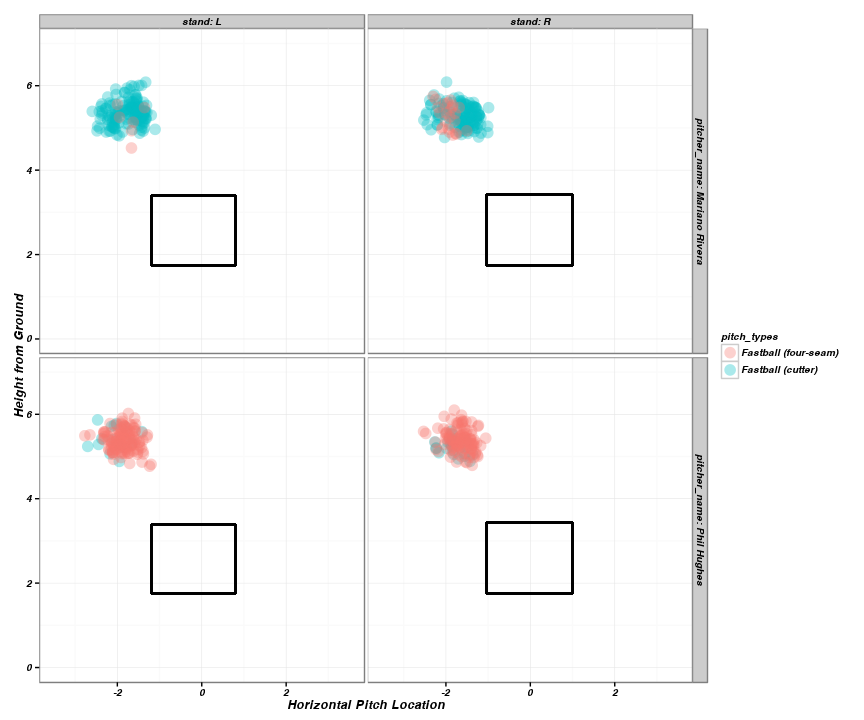 stand: L
stand: R
6
4
2
0
pitcher_name: Mariano Rivera
Height from Ground
pitch_types
Fastball (four-seam)
Fastball (cutter)
6
4
2
0
pitcher_name: Phil Hughes
-2
0
2
-2
0
2
Horizontal Pitch Location